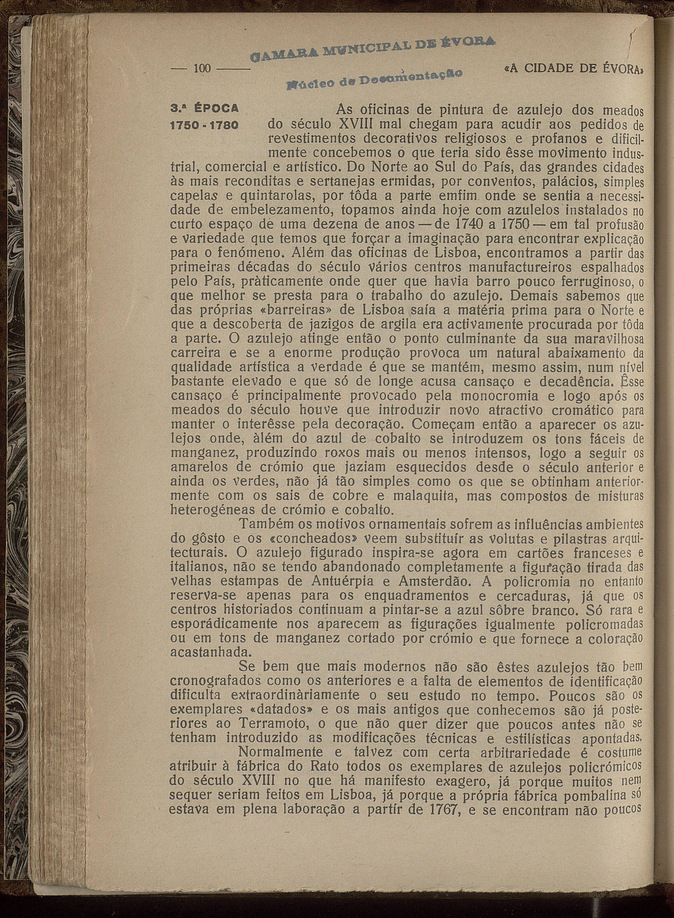 CAMARA MUNICIPAL DE ÉVORA
— 100 —
«A CIDADE DE ÉVORA»
Núcleo de Documentação
3.ª ÉPOCA
1750-1780
As oficinas de pintura de azulejo dos meados
do século XVIII mal chegam para acudir aos pedidos de
revestimentos decorativos religiosos e profanos e dificil-
mente concebemos o que teria sido êsse movimento indus-
trial, comercial e artístico. Do Norte ao Sul do País, das grandes cidades
às mais reconditas e sertanejas ermidas, por conventos, palácios, simples
capelas e quintarolas, por tôda a parte emfim onde se sentia a necessi-
dade de embelezamento, topamos ainda hoje com azulelos instalados no
curto espaço de uma dezena de anos — de 1740 a 1750 — em tal profusão
e variedade que temos que forçar a imaginação para encontrar explicação
para o fenómeno. Além das oficinas de Lisboa, encontramos a partir das
primeiras décadas do século vários centros manufactureiros espalhados
pelo País, pràticamente onde quer que havia barro pouco ferruginoso, o
que melhor se presta para o trabalho do azulejo. Demais sabemos que
das próprias «barreiras» de Lisboa saía a matéria prima para o Norte e
que a descoberta de jazigos de argila era activamente procurada por tôda
a parte. O azulejo atinge então o ponto culminante da sua maravilhosa
carreira e se a enorme produção provoca um natural abaixamento da
qualidade artística a verdade é que se mantém, mesmo assim, num nível
bastante elevado e que só de longe acusa cansaço e decadência. Êsse
cansaço é principalmente provocado pela monocromia e logo após os
meados do século houve que introduzir novo atractivo cromático para
manter o interêsse pela decoração. Começam então a aparecer os azu-
lejos onde, àlém do azul de cobalto se introduzem os tons fáceis de
manganez, produzindo roxos mais ou menos intensos, logo a seguir os
amarelos de crómio que jaziam esquecidos desde o século anterior e
ainda os verdes, não já tão simples como os que se obtinham anterior-
mente com os sais de cobre e malaquita, mas compostos de misturas
heterogéneas de crómio e cobalto.
Também os motivos ornamentais sofrem as influências ambientes
do gôsto e os «concheados» veem substituír as volutas e pilastras arqui-
tecturais. O azulejo figurado inspira-se agora em cartões franceses e
italianos, não se tendo abandonado completamente a figuração tirada das
velhas estampas de Antuérpia e Amsterdão. A policromia no entanto
reserva-se apenas para os enquadramentos e cercaduras, já que os
centros historiados continuam a pintar-se a azul sôbre branco. Só rara e
esporádicamente nos aparecem as figurações igualmente policromadas
ou em tons de manganez cortado por crómio e que fornece a coloração
acastanhada.
Se bem que mais modernos não são êstes azulejos tão bem
cronografados como os anteriores e a falta de elementos de identificação
dificulta extraordinàriamente o seu estudo no tempo. Poucos são os
exemplares «datados» e os mais antigos que conhecemos são já poste-
riores ao Terramoto, o que não quer dizer que poucos antes não se
tenham introduzido as modificações técnicas e estilísticas apontadas.
Normalmente e talvez com certa arbitrariedade é costume
atribuir à fábrica do Rato todos os exemplares de azulejos policrómicos
do século XVIII no que há manifesto exagero, já porque muitos nem
sequer seriam feitos em Lisboa, já porque a própria fábrica pombalina só
estava em plena laboração a partír de 1767, e se encontram não poucos